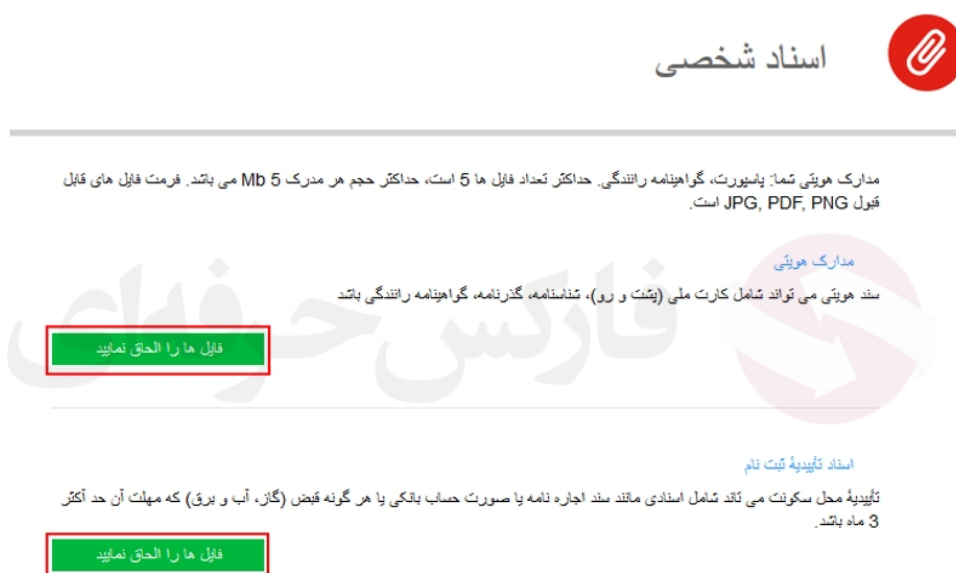 اسناد شخصی
مدارک هویتی شما: پاسپورت، گواهینامه رانندگی. حداکثر تعداد فایل ها 5 است، حداکثر حجم هر مدرک 5 Mb می باشد. فرمت فایل های قابل
قبول JPG, PDF, PNG است.
مدارک هویتی
سند هویتی می تواند شامل کارت ملی (پشت و رو)، شناسنامه، گذرنامه، گواهینامه رانندگی باشد
فارکس حرفه‌ای
فایل ها را الحاق نمایید
اسناد تأییدیهٔ ثبت نام
تأییدیهٔ محل سکونت می تاند شامل اسنادی مانند سند اجاره نامه یا صورت حساب بانکی یا هر گونه قبض (گاز، آب و برق) که مهلت آن حد آکثر
3 ماه باشد.
فایل ها را الحاق نمایید